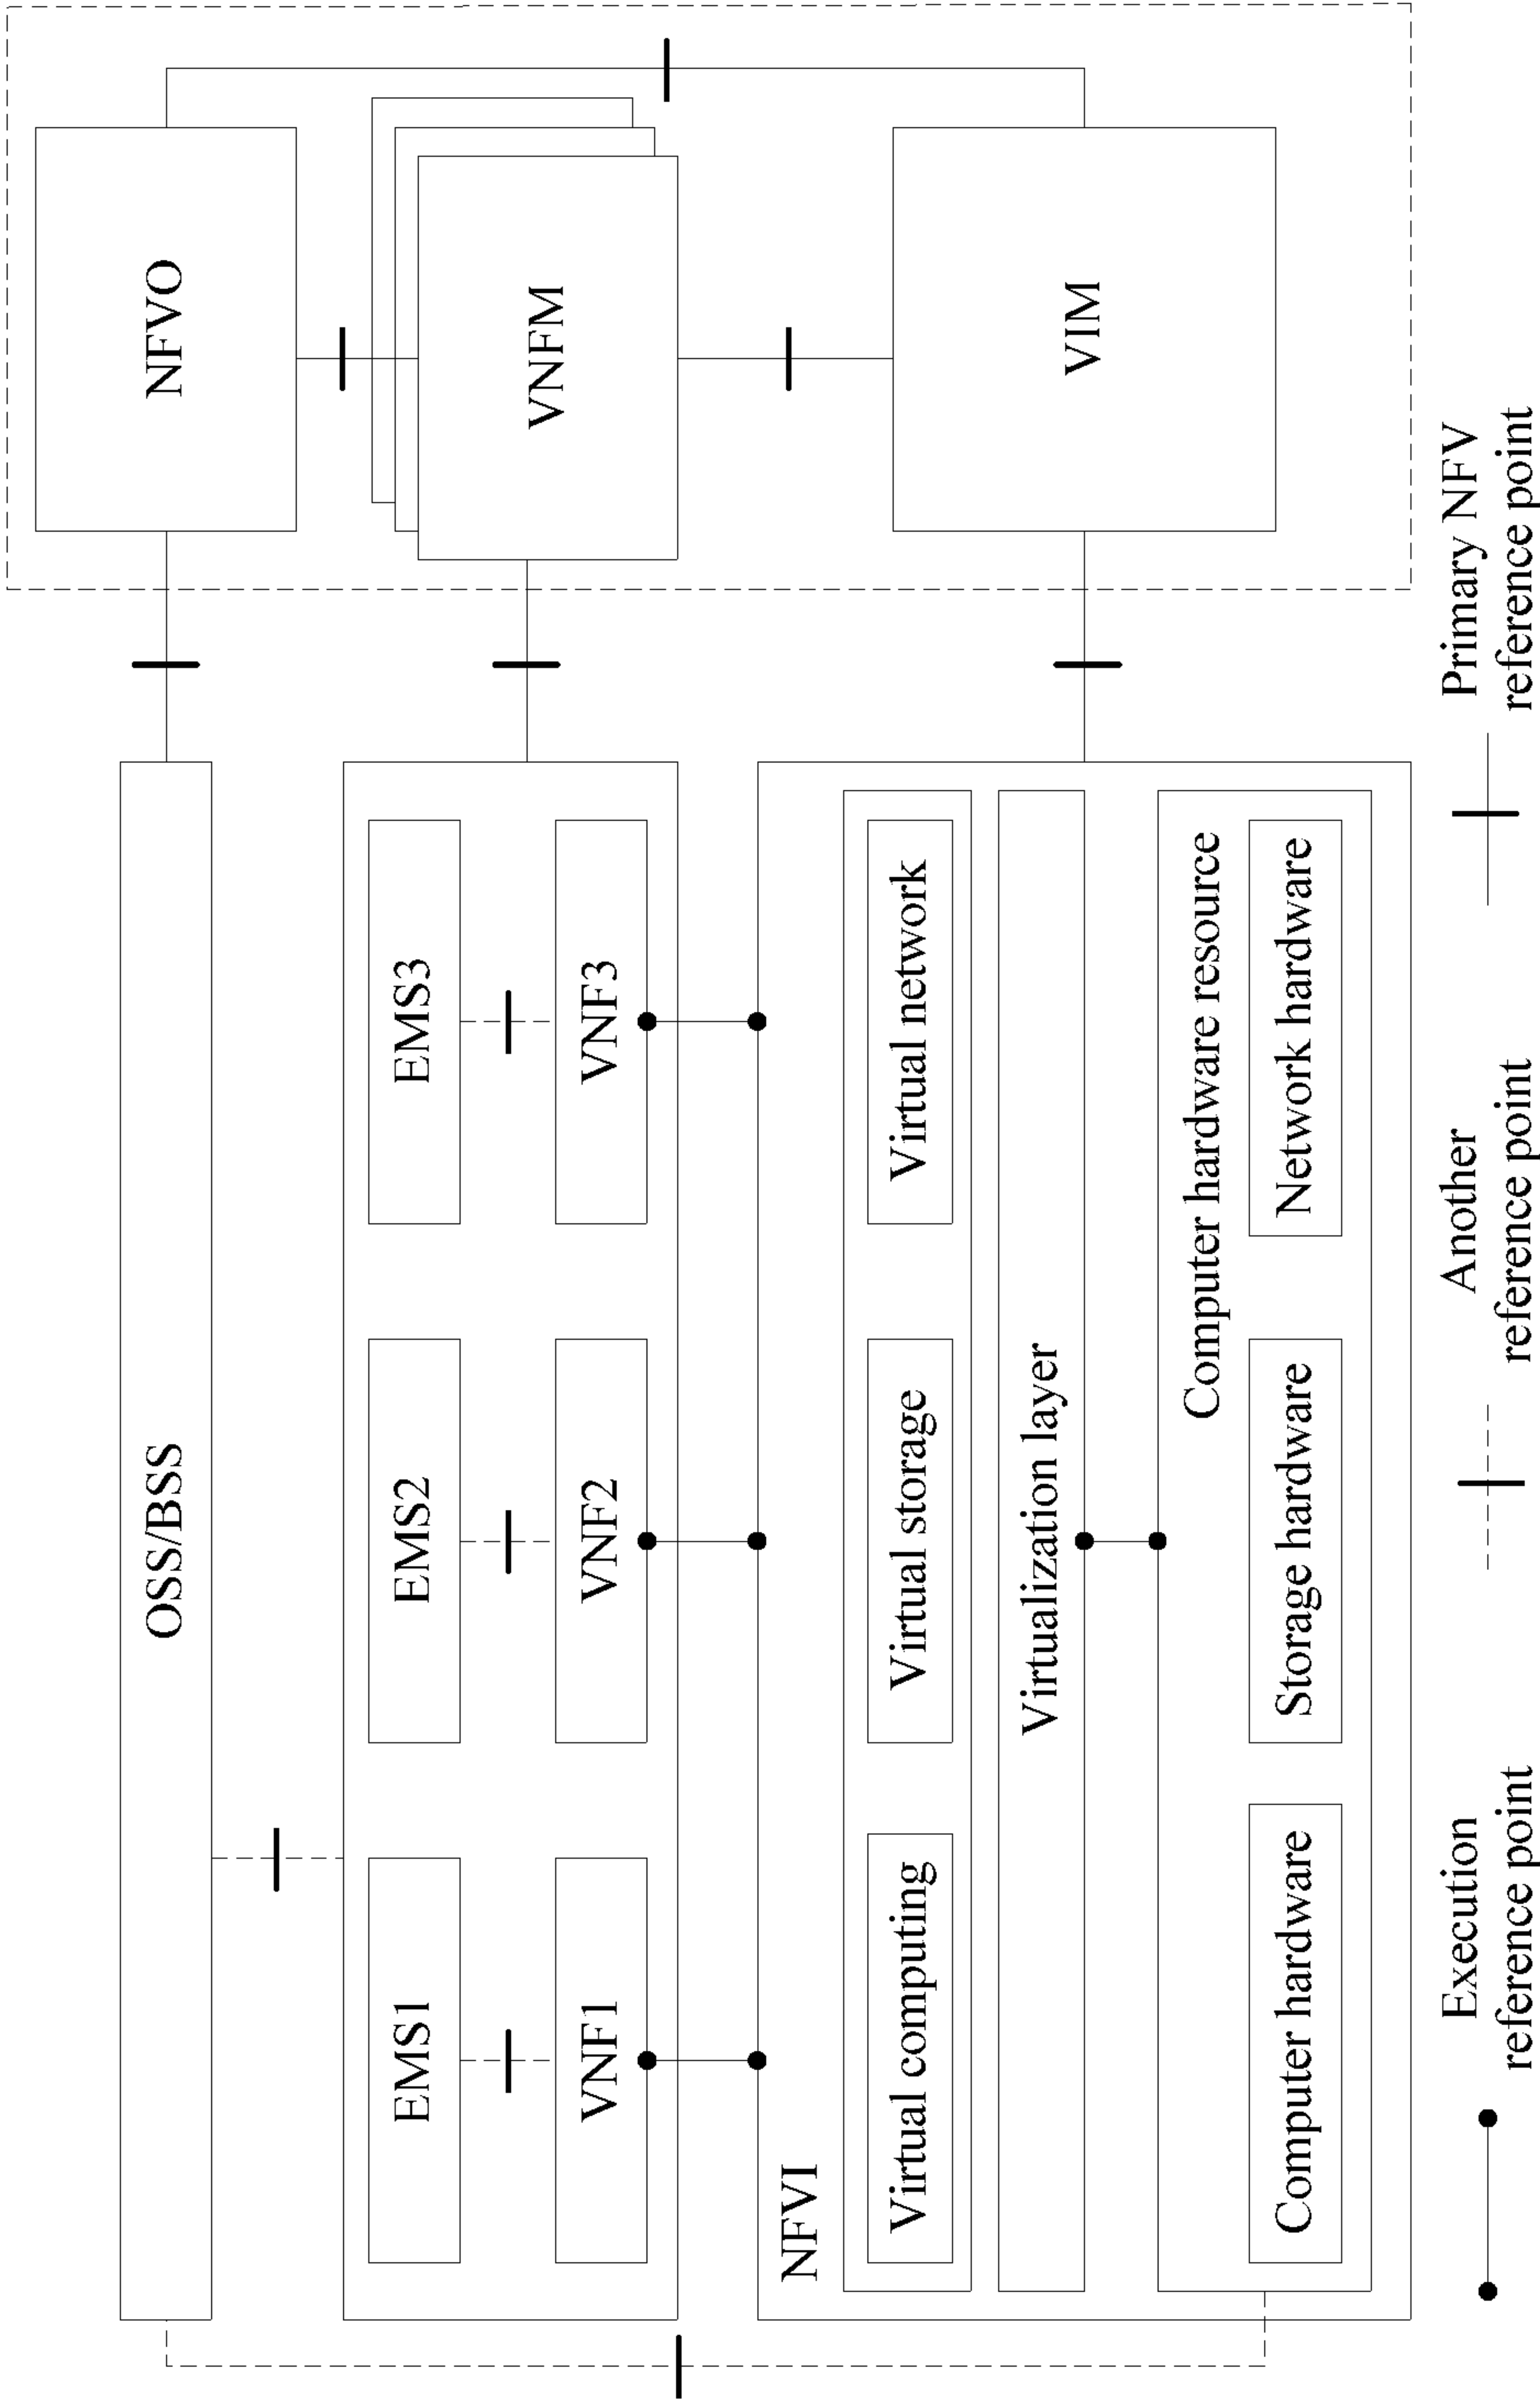 OSS/BSS
NFVO
EMS1
EMS2
EMS3
VNFM
VNF1
VNF2
VNF3
NFVI
Virtual computing
Virtual storage
Virtual network
VIM
Virtualization layer
Computer hardware resource
Computer hardware
Storage hardware
Network hardware
Execution
reference point
Another
reference point
Primary NFV
reference point